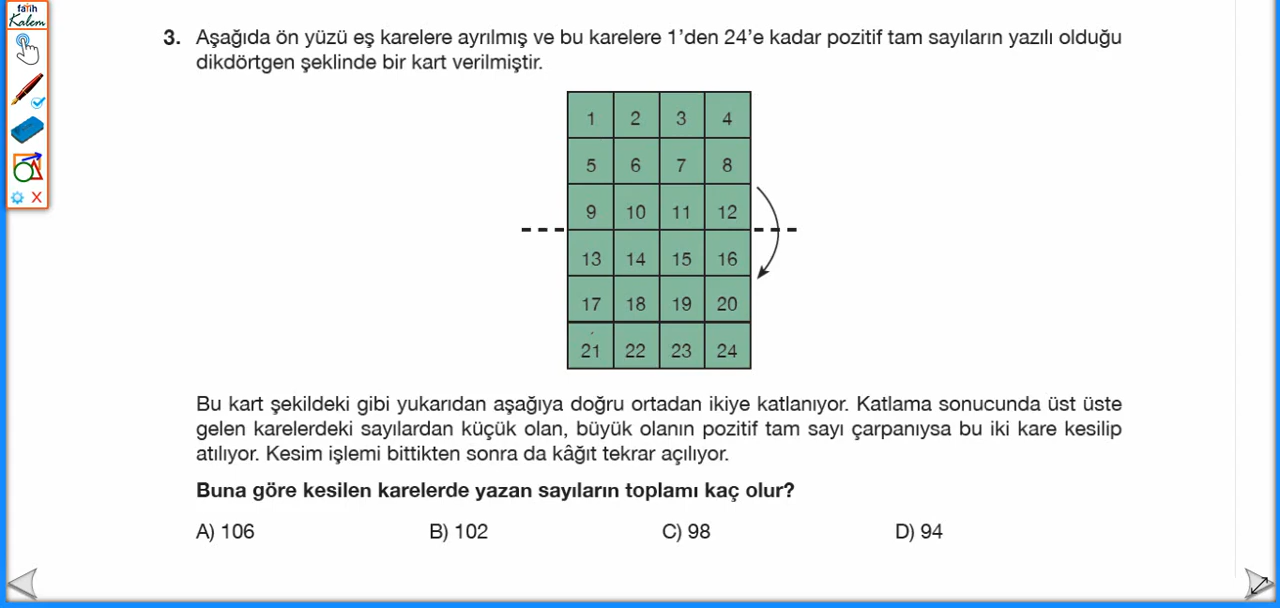 fatih
Kalem
3. Aşağıda ön yüzü eş karelere ayrılmış ve bu karelere 1’den 24’e kadar pozitif tam sayıların yazılı olduğu
dikdörtgen şeklinde bir kart verilmiştir.
1 2 3 4
5 6 7 8
9 10 11 12
13 14 15 16
17 18 19 20
21 22 23 24
Bu kart şekildeki gibi yukarıdan aşağıya doğru ortadan ikiye katlanıyor. Katlama sonucunda üst üste
gelen karelerdeki sayılardan küçük olan, büyük olanın pozitif tam sayı çarpanıysa bu iki kare kesilip
atılıyor. Kesim işlemi bittikten sonra da kâğıt tekrar açılıyor.
Buna göre kesilen karelerde yazan sayıların toplamı kaç olur?
A) 106 B) 102 C) 98 D) 94